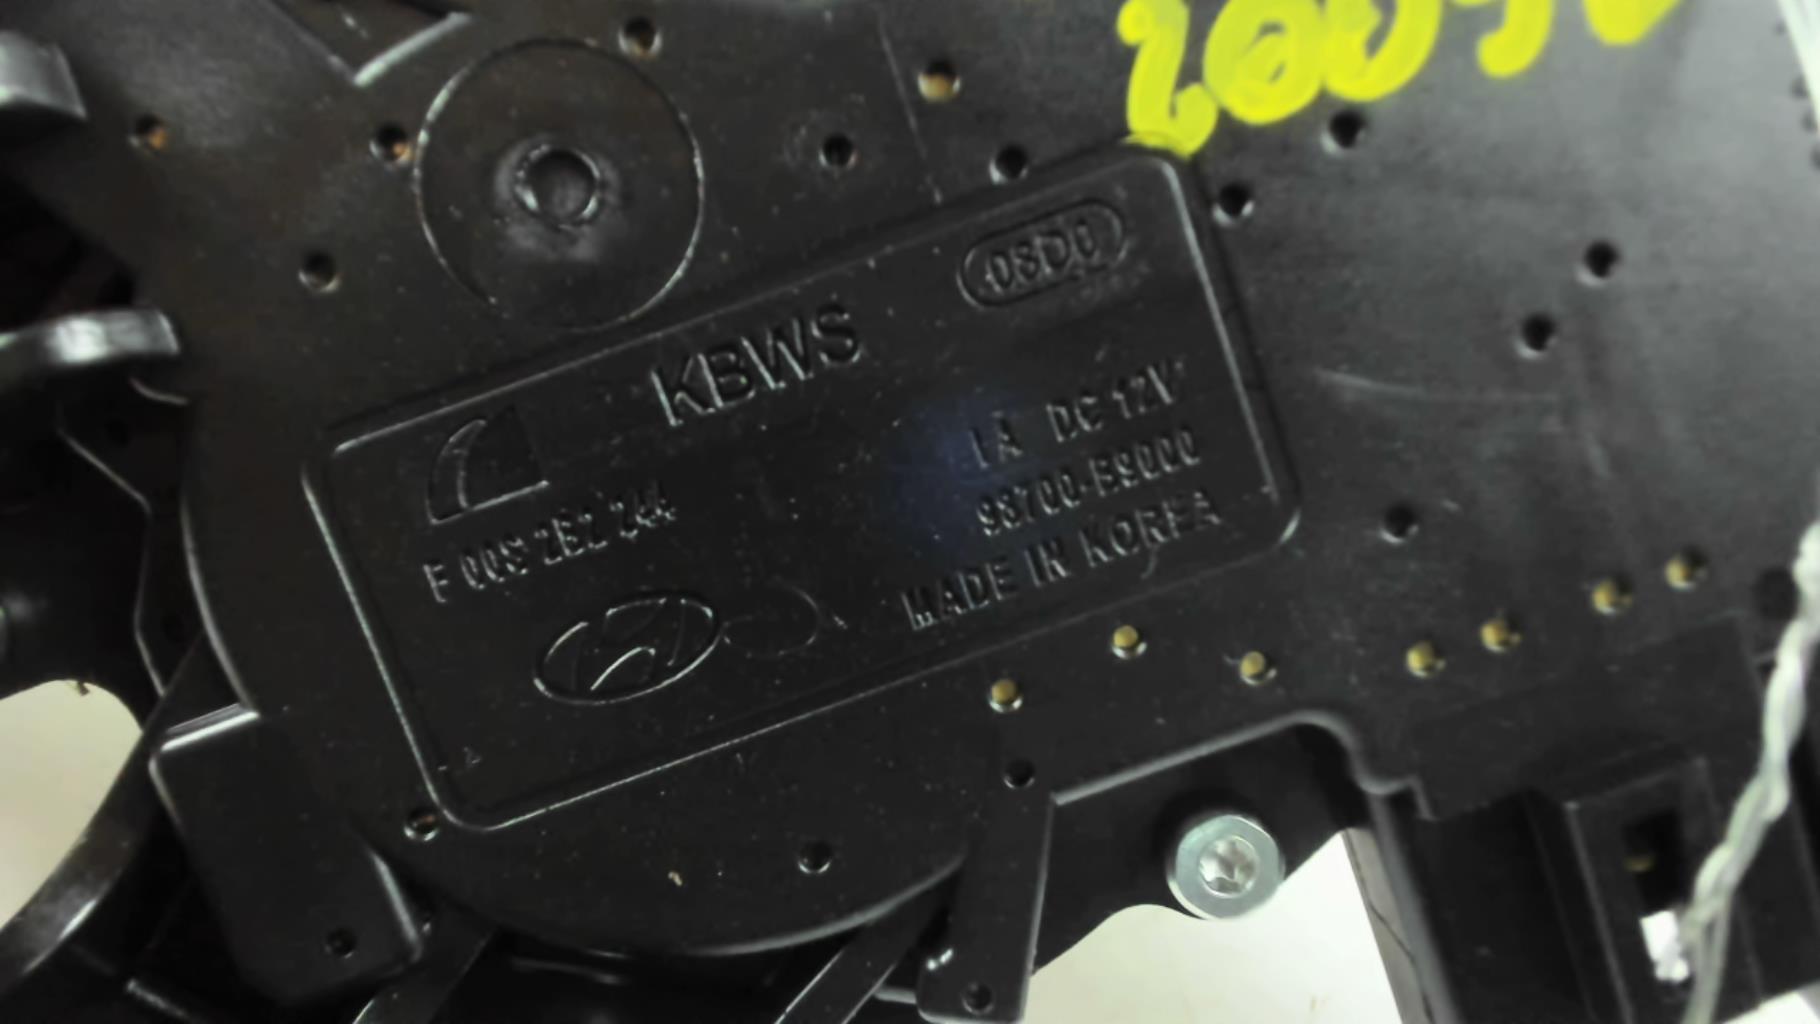 08D0
KBWS
1A DC 12V
F 00S 2B2 244
98700-B9000
MADE IN KOREA